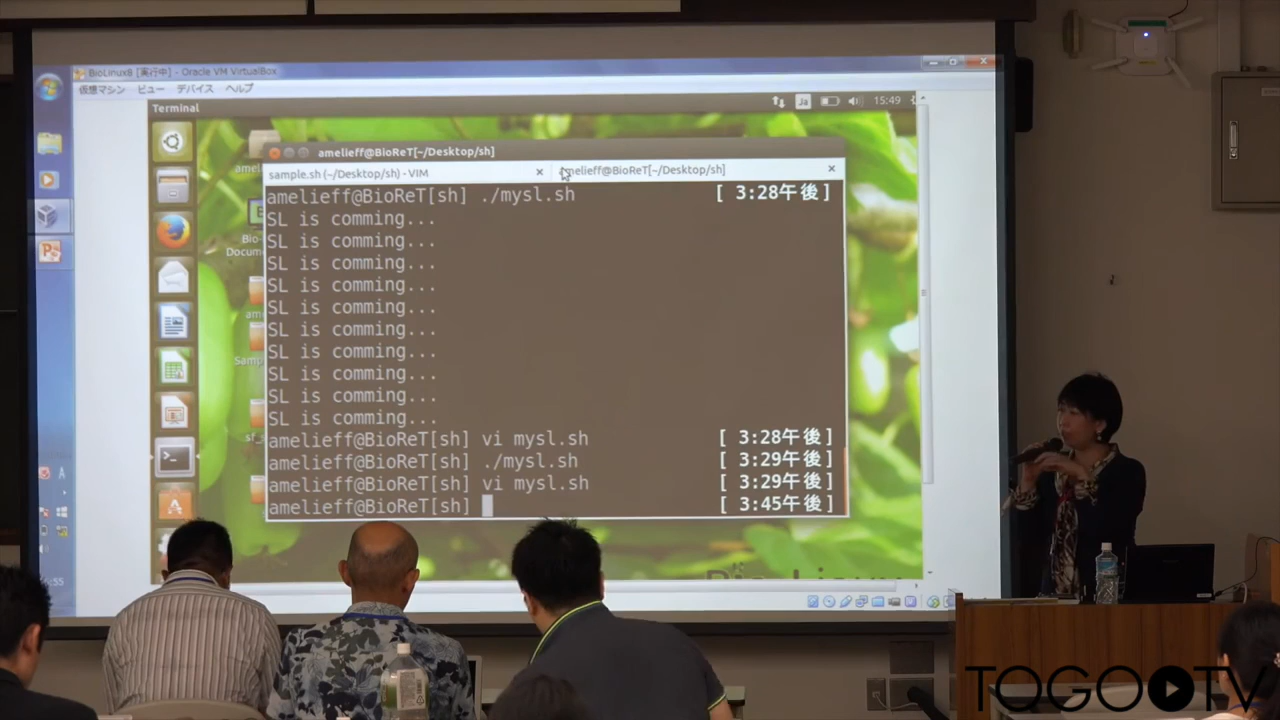 BioLinux8 [実行中] - Oracle VM VirtualBox
仮想マシン ビュー デバイス ヘルプ
Terminal
Ja
15:49
amelieff@BioReT[~/Desktop/sh]
sample.sh (~/Desktop/sh) - VIM
amelieff@BioReT[~/Desktop/sh]
amelieff@BioReT[sh] ./mysl.sh [ 3:28午後]
SL is comming...
SL is comming...
SL is comming...
SL is comming...
SL is comming...
SL is comming...
SL is comming...
SL is comming...
SL is comming...
SL is comming...
amelieff@BioReT[sh] vi mysl.sh [ 3:28午後]
amelieff@BioReT[sh] ./mysl.sh [ 3:29午後]
amelieff@BioReT[sh] vi mysl.sh [ 3:29午後]
amelieff@BioReT[sh] [ 3:45午後]
TOGO TV